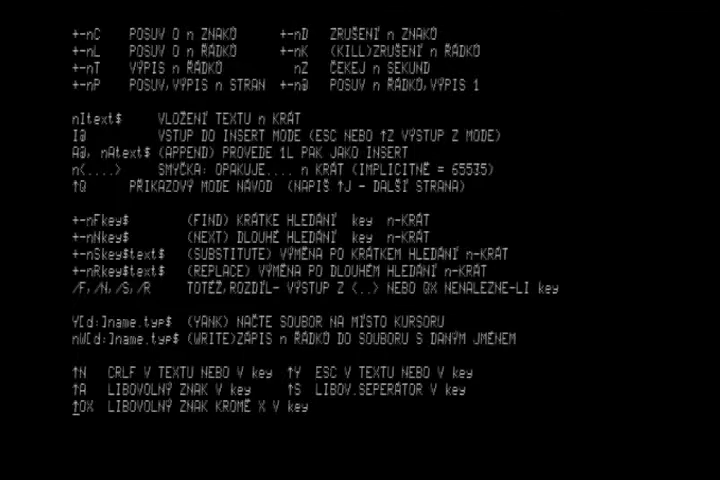 +-nC POSUV O n ZNAKŮ +-nD ZRUŠENÍ n ZNAKŮ
+-nL POSUV O n ŘÁDKŮ +-nK (KILL)ZRUŠENÍ n ŘÁDKŮ
+-nT VÝPIS n ŘÁDKŮ nZ ČEKEJ n SEKUND
+-nP POSUV,VÝPIS n STRAN +-n@ POSUV n ŘÁDKŮ,VÝPIS 1
nItext$ VLOŽENÍ TEXTU n KRÁT
I@ VSTUP DO INSERT MODE (ESC NEBO ↑Z VÝSTUP Z MODE)
A@, nAtext$ (APPEND) PROVEDE 1L PAK JAKO INSERT
n(....) SMYČKA: OPAKUJE.... n KRÁT (IMPLICITNĚ = 65535)
↑Q PŘIKAZOVÝ MODE NÁVOD (NAPIŠ ↑J - DALŠÍ STRANA)
+-nFkey$ (FIND) KRÁTKE HLEDÁNÍ key n-KRÁT
+-nNkey$ (NEXT) DLOUHÉ HLEDÁNÍ key n-KRÁT
+-nSkey$text$ (SUBSTITUTE) VÝMĚNA PO KRÁTKEM HLEDÁNÍ n-KRÁT
+-nRkey$text$ (REPLACE) VÝMĚNA PO DLOUHÉM HLEDÁNÍ n-KRÁT
/F,/N,/S,/R TOTÉŽ,ROZDÍL- VÝSTUP Z (..) NEBO QX NENALEZNE-LI key
Y[d:]name.typ$ (YANK) NAČTE SOUBOR NA MÍSTO KURSORU
nW[d:]name.typ$ (WRITE)ZÁPIS n ŘÁDKŮ DO SOUBORU S DANÝM JMÉNEM
↑N CRLF V TEXTU NEBO V key ↑Y ESC V TEXTU NEBO V key
↑A LIBOVOLNÝ ZNAK V key ↑S LIBOV.SEPERÁTOR V key
↑OX LIBOVOLNÝ ZNAK KROMĚ X V key